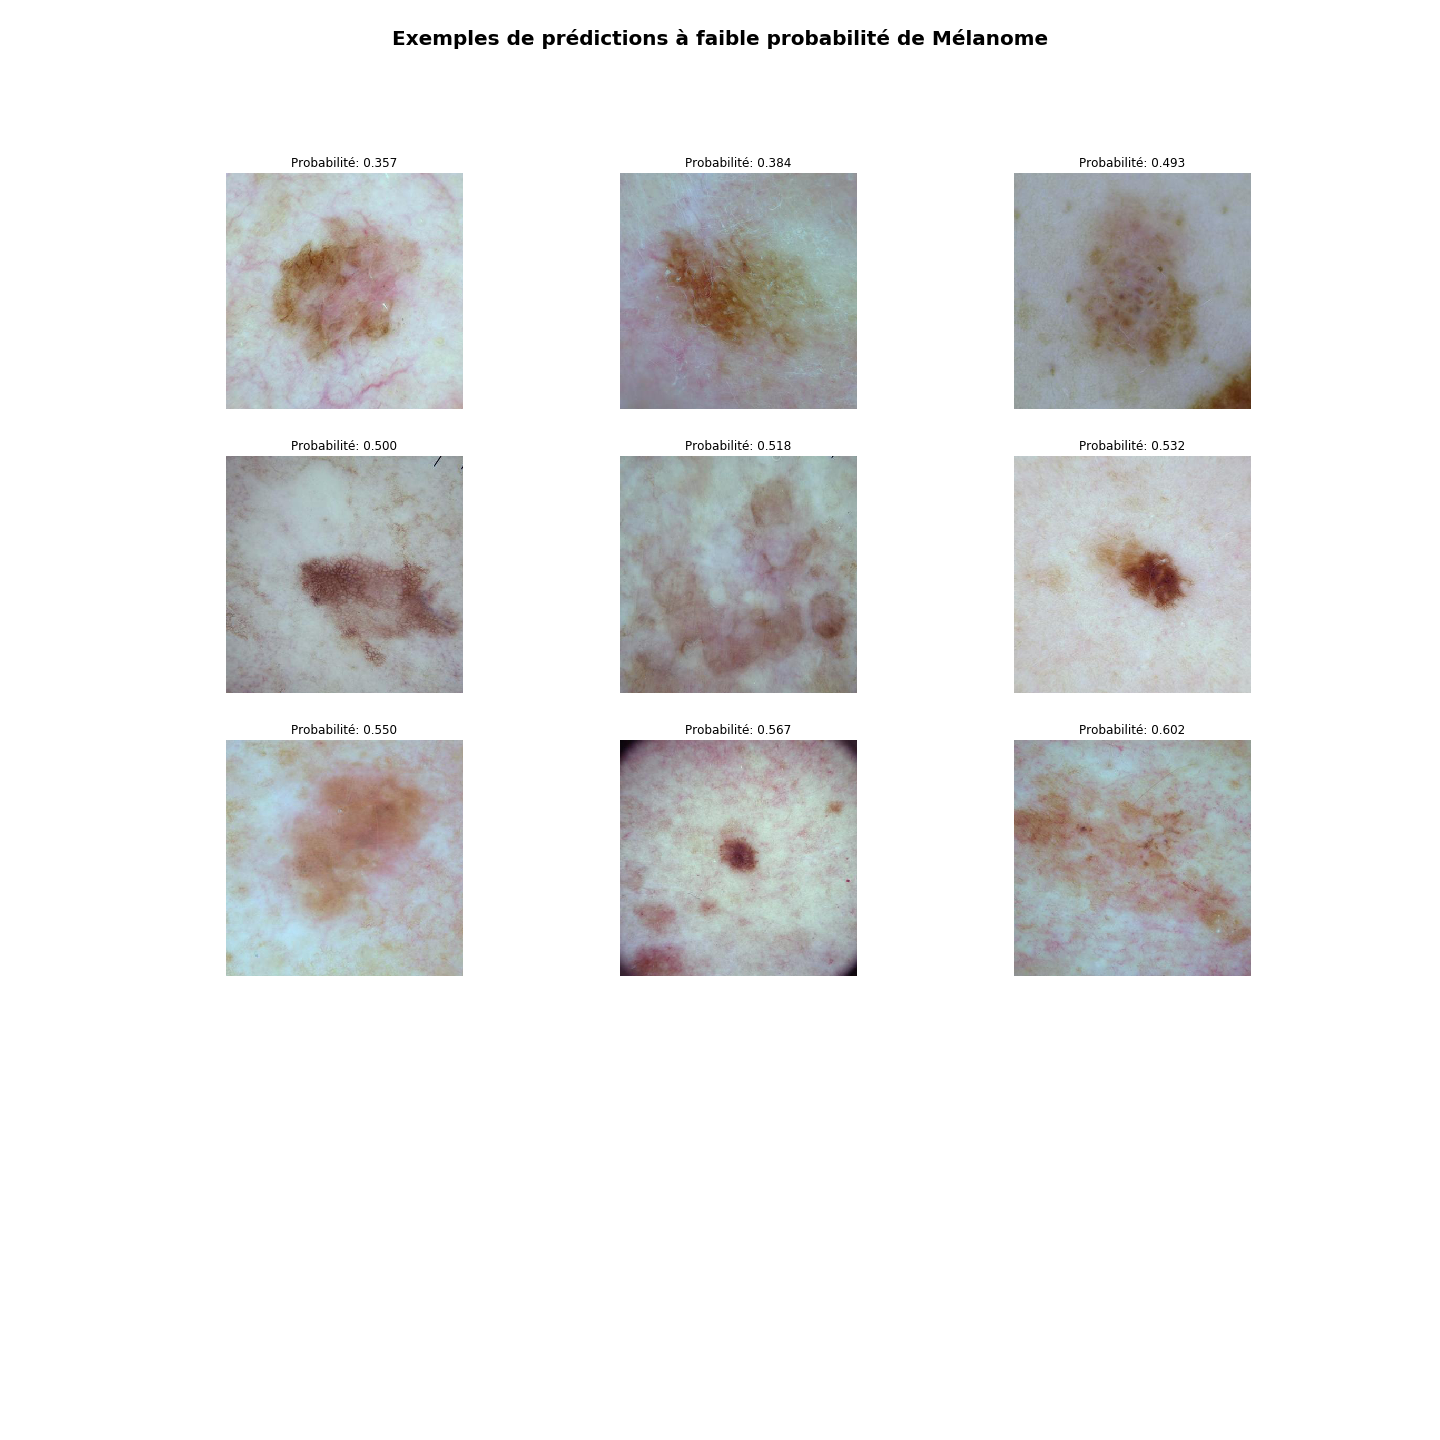 Exemples de prédictions à faible probabilité de Mélanome
Probabilité: 0.357
Probabilité: 0.384
Probabilité: 0.493
Probabilité: 0.500
Probabilité: 0.518
Probabilité: 0.532
Probabilité: 0.550
Probabilité: 0.567
Probabilité: 0.602